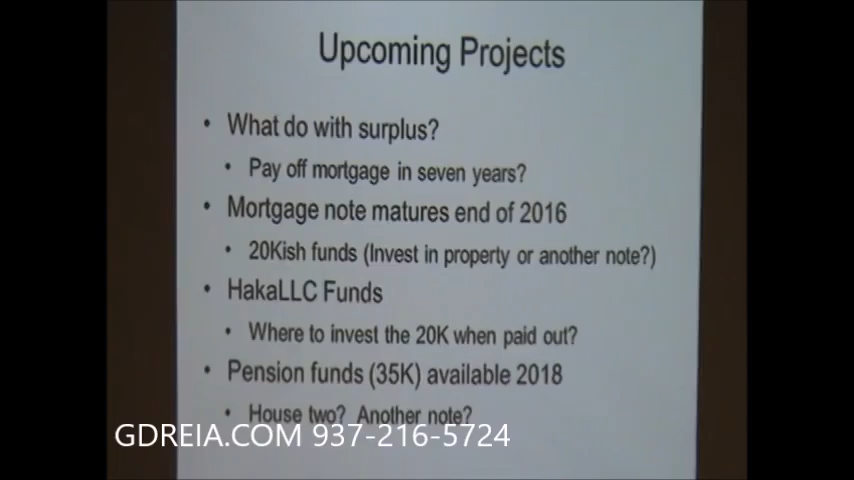 Upcoming Projects
• What do with surplus?
• Pay off mortgage in seven years?
• Mortgage note matures end of 2016
• 20Kish funds (Invest in property or another note?)
• HakaLLC Funds
• Where to invest the 20K when paid out?
• Pension funds (35K) available 2018
• House two? Another note?
GDREIA.COM 937-216-5724